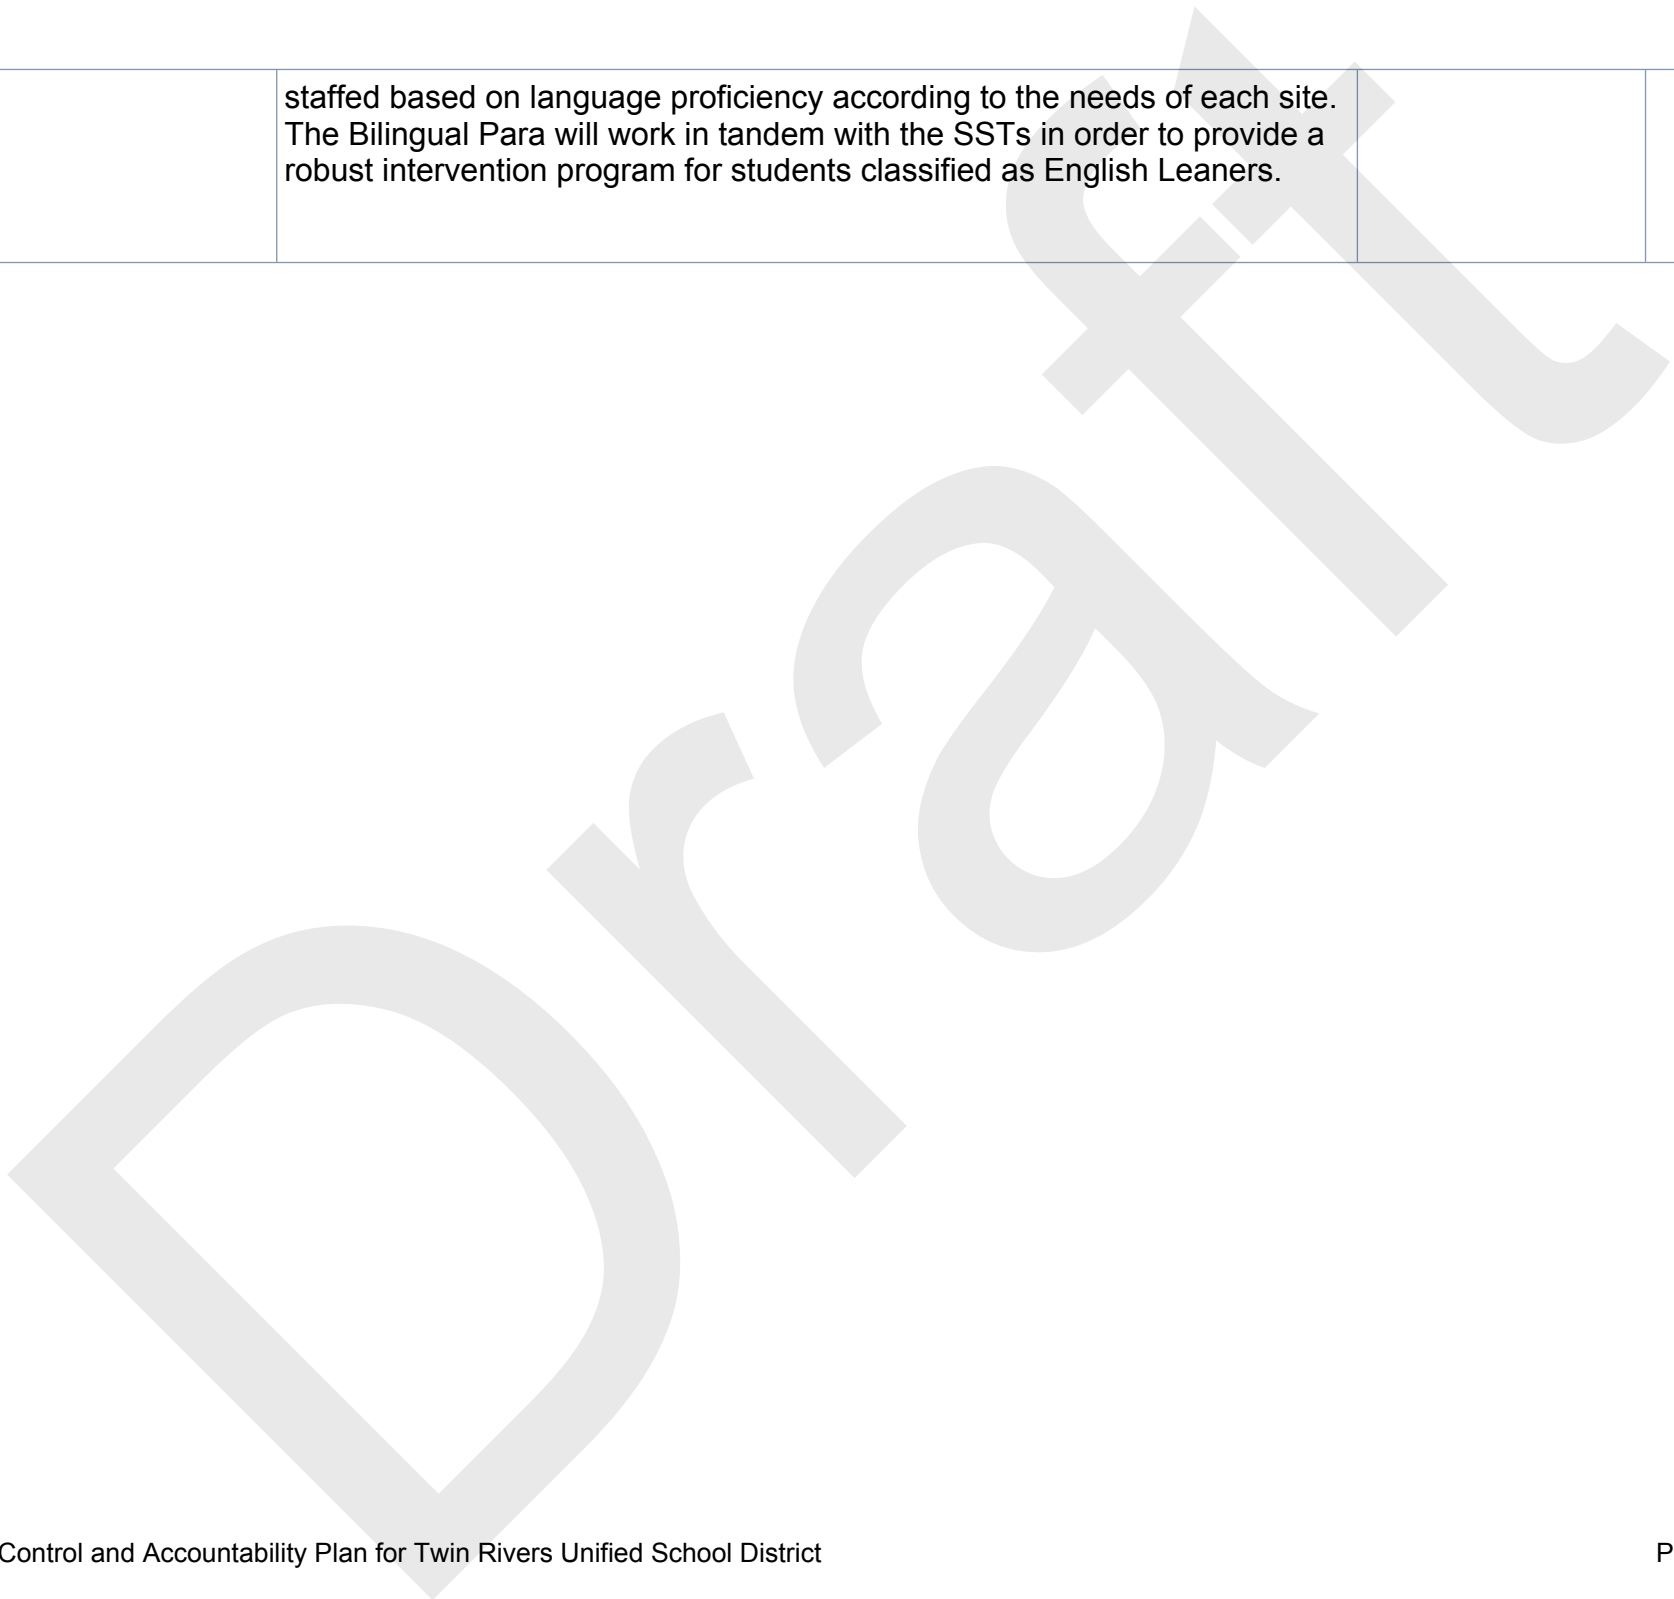 staffed based on language proficiency according to the needs of each site.
The Bilingual Para will work in tandem with the SSTs in order to provide a
robust intervention program for students classified as English Leaners.
Draft
Control and Accountability Plan for Twin Rivers Unified School District
P